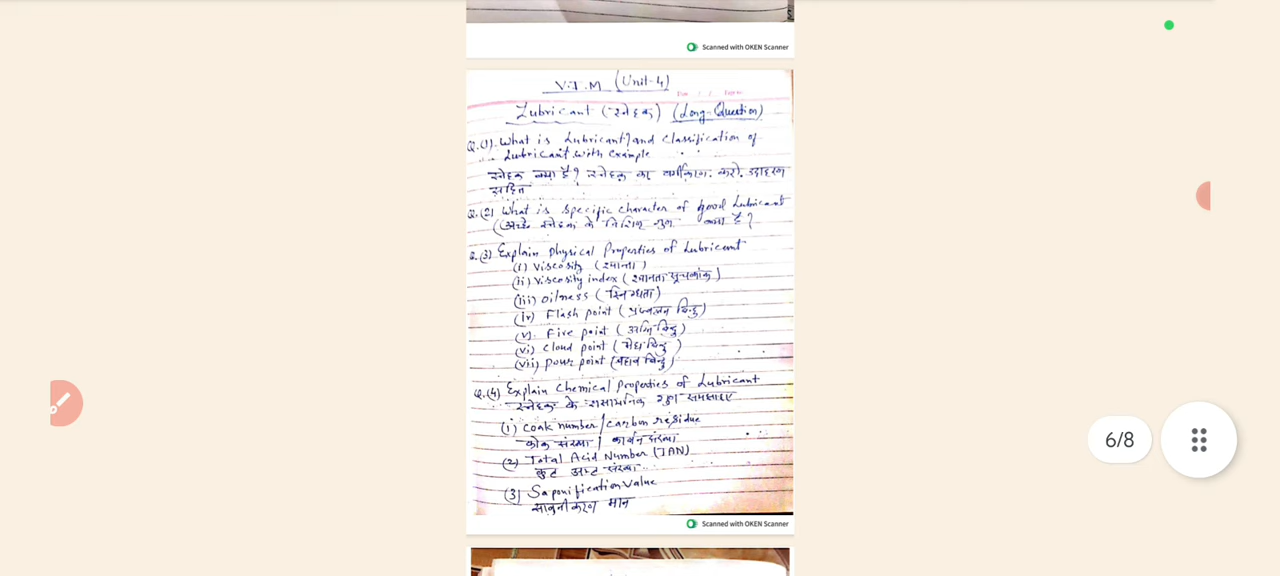 Scanned with OKEN Scanner
V.I.M (Unit-4)
Lubricant (स्नेहक) (Long-Question)
Q.(1). What is Lubricant? and classification of
Lubricant with Example
स्नेहक क्या है? स्नेहक का वर्गीकरण करो. उदाहरण
सहित
Q.(2) What is specific character of good Lubricant
(अच्छे स्नेहक के विशिष्ट गुण क्या है?
Q.(3) Explain physical Properties of Lubricant
(i) Viscosity (श्यानता)
(ii) Viscosity index (श्यानता सूचकांक)
(iii) oilness (स्निग्धता)
(iv) Flash point (प्रज्वलन बिन्दु)
(v). Fire point (अग्नि बिन्दु)
(vi) cloud point (मेघ बिन्दु)
(vii) pour point (बहाव बिन्दु)
Q.(4) Explain Chemical Properties of Lubricant
स्नेहक के रासायनिक गुण समझाइए
(1) coak number/carbon residue
कोक संख्या / कार्बन संख्या
(2) Total Acid Number (TAN)
कुल अम्ल संख्या
(3) Saponification value
साबुनीकरण मान
Scanned with OKEN Scanner
6/8